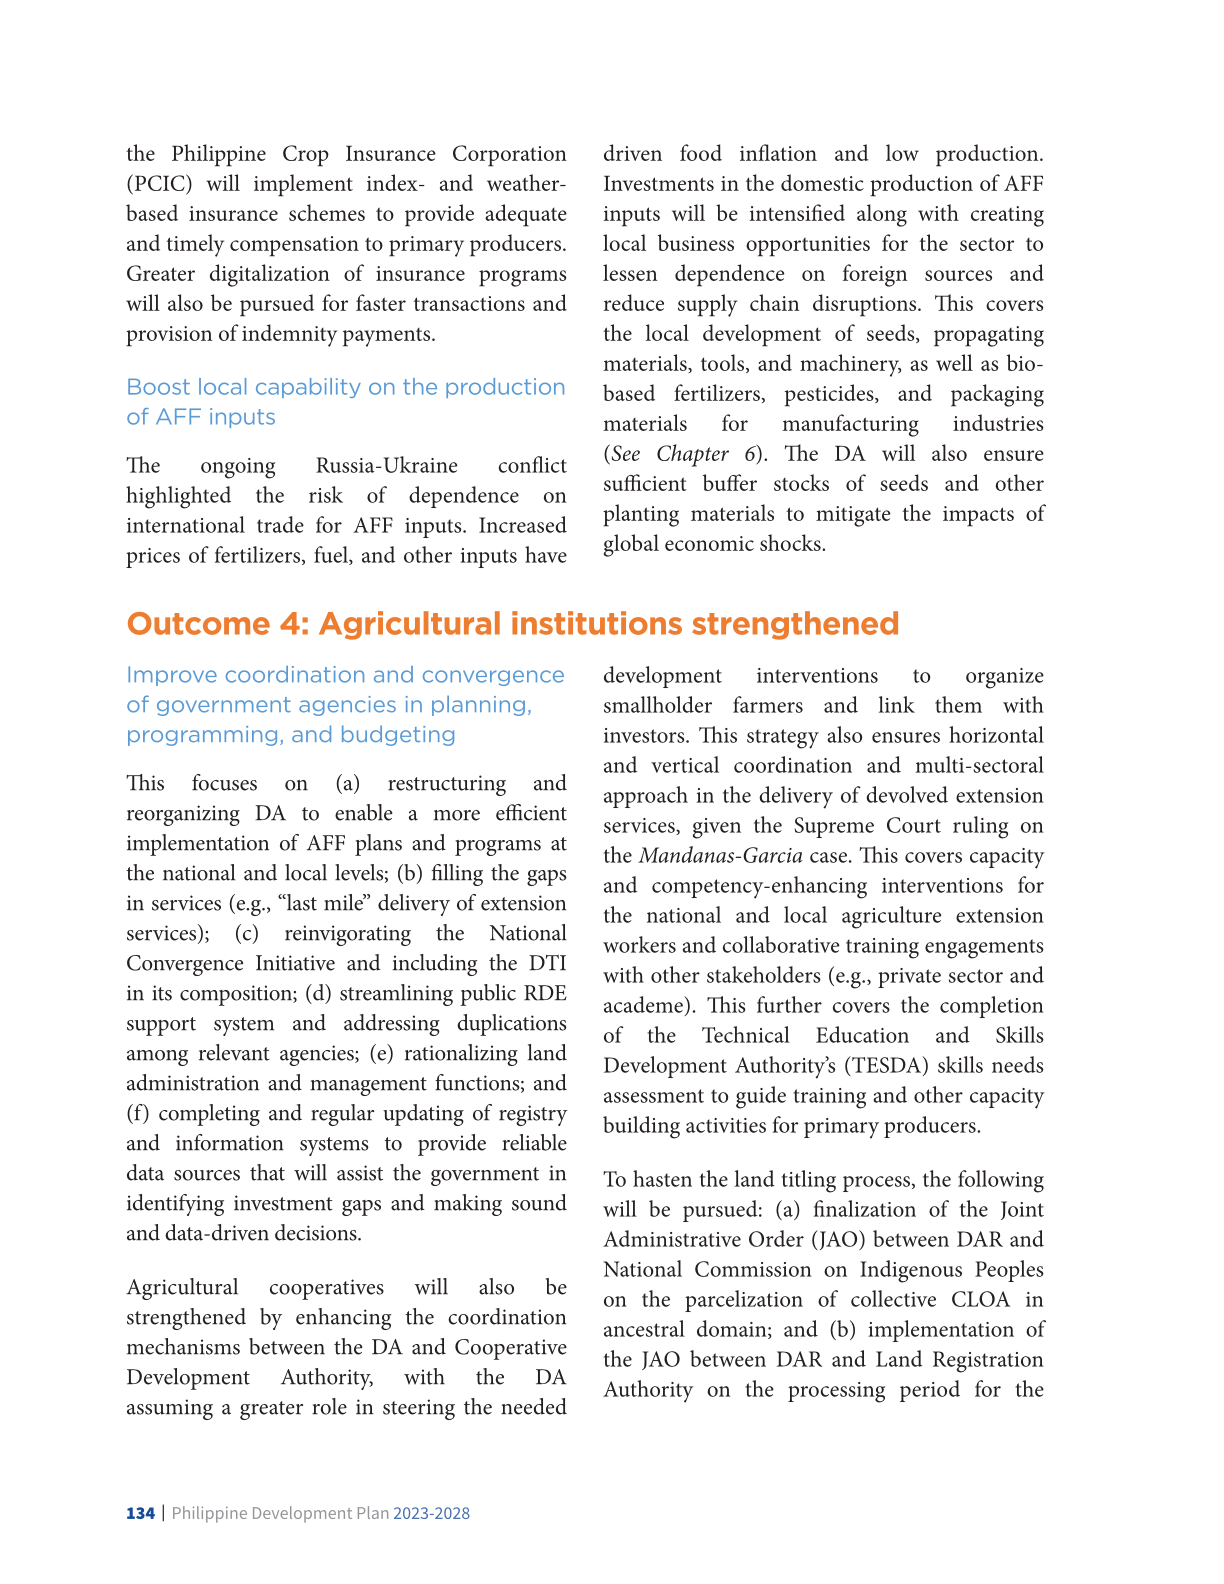 the Philippine Crop Insurance Corporation
(PCIC) will implement index- and weather-
based insurance schemes to provide adequate
and timely compensation to primary producers.
Greater digitalization of insurance programs
will also be pursued for faster transactions and
provision of indemnity payments.
Boost local capability on the production
of AFF inputs
The ongoing Russia-Ukraine conflict
highlighted the risk of dependence on
international trade for AFF inputs. Increased
prices of fertilizers, fuel, and other inputs have
driven food inflation and low production.
Investments in the domestic production of AFF
inputs will be intensified along with creating
local business opportunities for the sector to
lessen dependence on foreign sources and
reduce supply chain disruptions. This covers
the local development of seeds, propagating
materials, tools, and machinery, as well as bio-
based fertilizers, pesticides, and packaging
materials for manufacturing industries
(See Chapter 6). The DA will also ensure
sufficient buffer stocks of seeds and other
planting materials to mitigate the impacts of
global economic shocks.
Outcome 4: Agricultural institutions strengthened
Improve coordination and convergence
of government agencies in planning,
programming, and budgeting
This focuses on (a) restructuring and
reorganizing DA to enable a more efficient
implementation of AFF plans and programs at
the national and local levels; (b) filling the gaps
in services (e.g., “last mile” delivery of extension
services); (c) reinvigorating the National
Convergence Initiative and including the DTI
in its composition; (d) streamlining public RDE
support system and addressing duplications
among relevant agencies; (e) rationalizing land
administration and management functions; and
(f) completing and regular updating of registry
and information systems to provide reliable
data sources that will assist the government in
identifying investment gaps and making sound
and data-driven decisions.
Agricultural cooperatives will also be
strengthened by enhancing the coordination
mechanisms between the DA and Cooperative
Development Authority, with the DA
assuming a greater role in steering the needed
development interventions to organize
smallholder farmers and link them with
investors. This strategy also ensures horizontal
and vertical coordination and multi-sectoral
approach in the delivery of devolved extension
services, given the Supreme Court ruling on
the Mandanas-Garcia case. This covers capacity
and competency-enhancing interventions for
the national and local agriculture extension
workers and collaborative training engagements
with other stakeholders (e.g., private sector and
academe). This further covers the completion
of the Technical Education and Skills
Development Authority’s (TESDA) skills needs
assessment to guide training and other capacity
building activities for primary producers.
To hasten the land titling process, the following
will be pursued: (a) finalization of the Joint
Administrative Order (JAO) between DAR and
National Commission on Indigenous Peoples
on the parcelization of collective CLOA in
ancestral domain; and (b) implementation of
the JAO between DAR and Land Registration
Authority on the processing period for the
134 | Philippine Development Plan 2023-2028